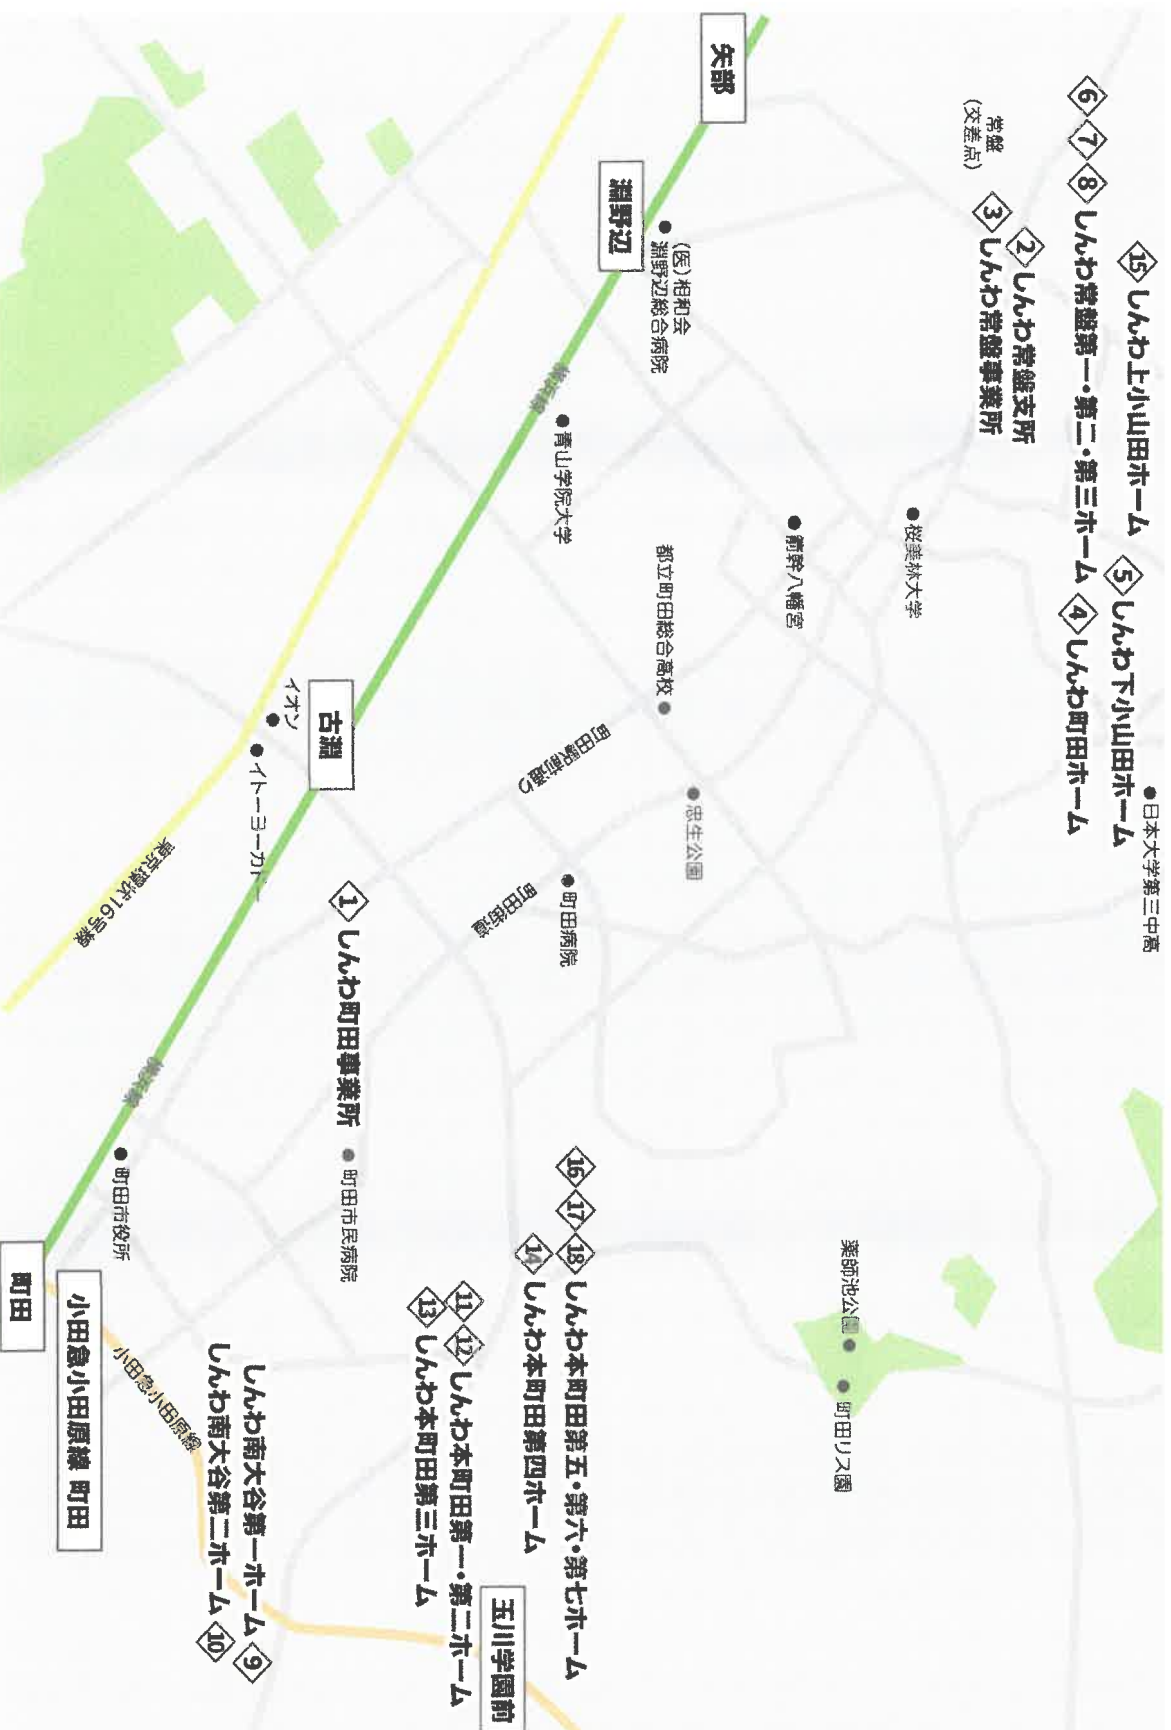 日本大学第三中高
⑮しんわ上小山田ホーム
⑤しんわ下小山田ホーム
⑥⑦⑧しんわ常盤第一・第二・第三ホーム
④しんわ町田ホーム
②しんわ常盤支所
③しんわ常盤事業所
常盤
(交差点)
桜美林大学
箭幹八幡宮
矢部
淵野辺
(医)相和会
淵野辺総合病院
横浜線
青山学院大学
都立町田総合高校
忠生公園
町田駅前通り
町田街道
町田病院
薬師池公園
町田リス園
古淵
イオン
イトーヨーカドー
東京環状16号線
①しんわ町田事業所
町田市民病院
⑯⑰⑱しんわ本町田第五・第六・第七ホーム
⑭しんわ本町田第四ホーム
⑪⑫しんわ本町田第一・第二ホーム
⑬しんわ本町田第三ホーム
玉川学園前
しんわ南大谷第一ホーム⑨
しんわ南大谷第二ホーム⑩
横浜線
町田市役所
小田急小田原線
小田急小田原線 町田
町田